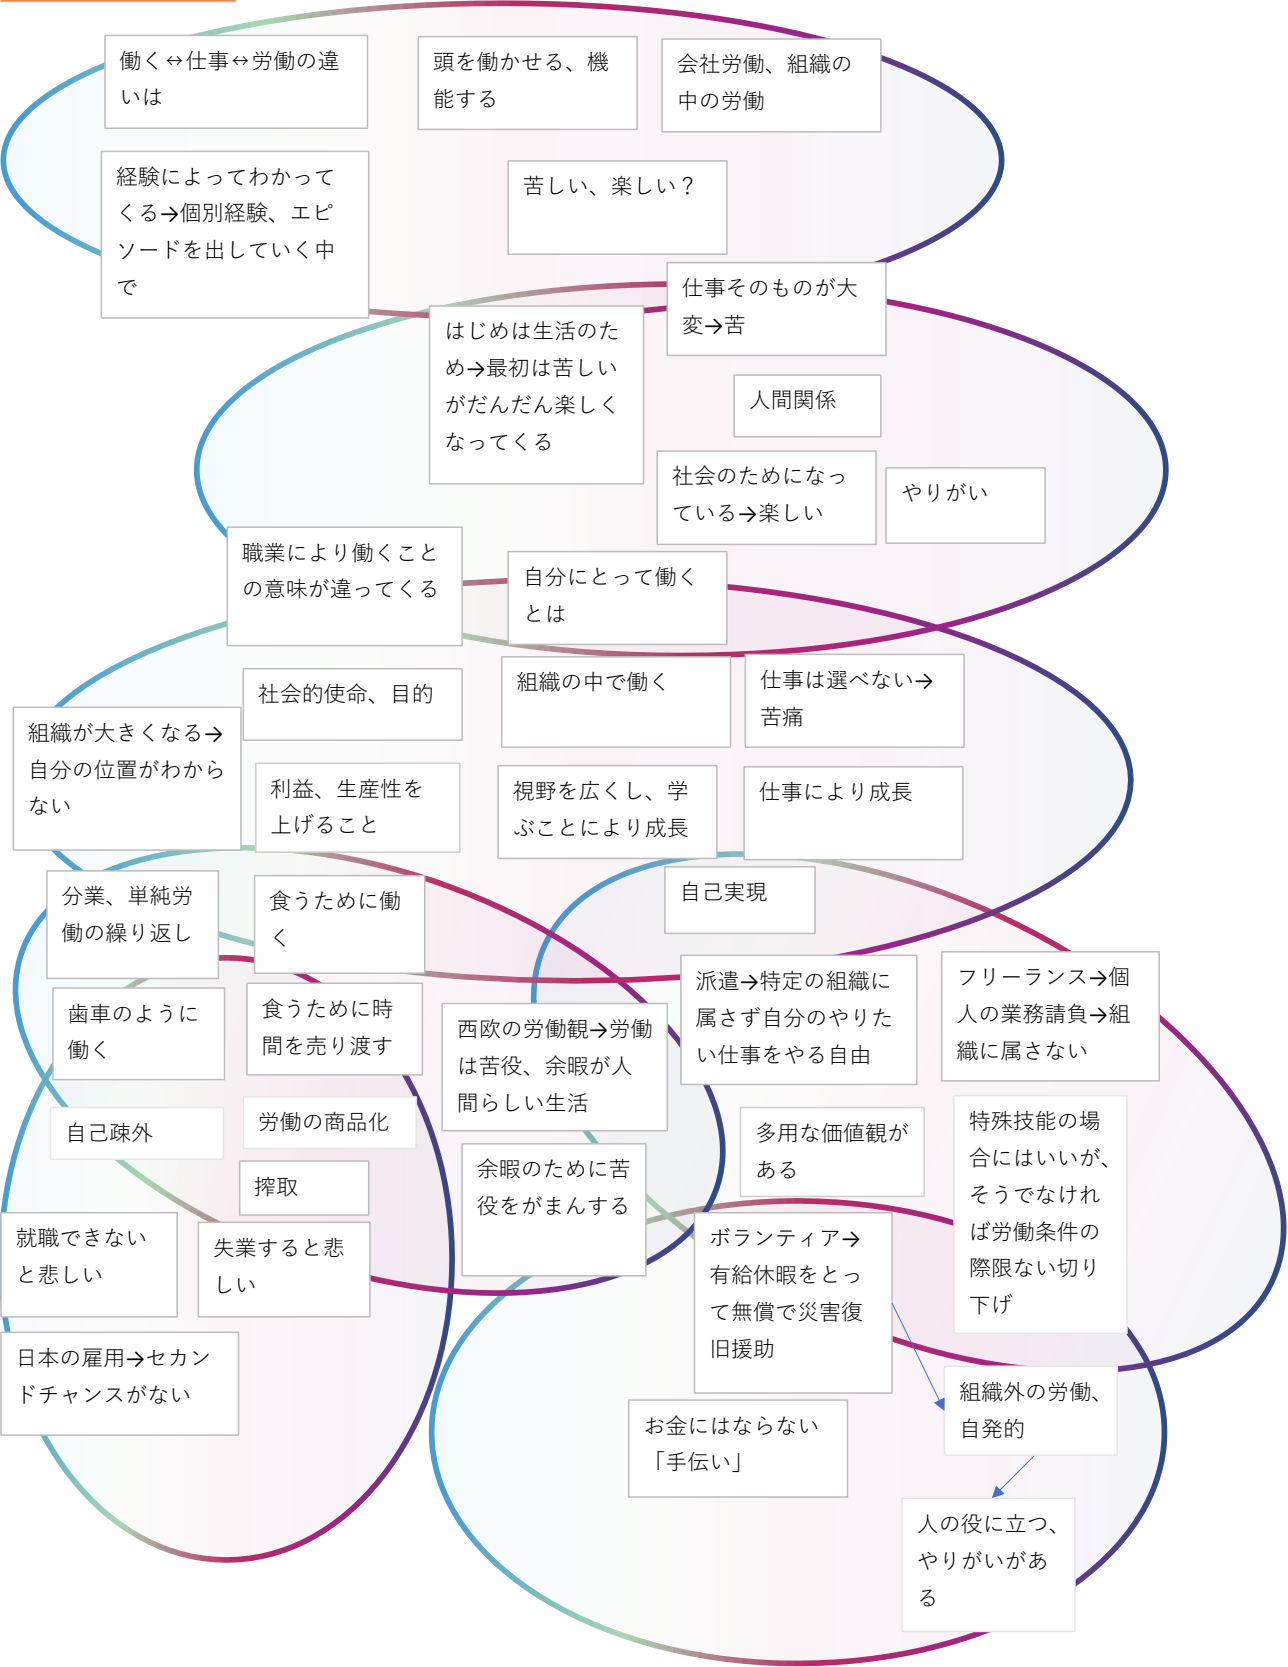 働く↔仕事↔労働の違
いは
頭を働かせる、機
能する
会社労働、組織の
中の労働
経験によってわかって
くる→個別経験、エピ
ソードを出していく中
で
苦しい、楽しい？
仕事そのものが大
変→苦
はじめは生活のた
め→最初は苦しい
がだんだん楽しく
なってくる
人間関係
社会のためになっ
ている→楽しい
やりがい
職業により働くこと
の意味が違ってくる
自分にとって働く
とは
社会的使命、目的
組織の中で働く
仕事は選べない→
苦痛
組織が大きくなる→
自分の位置がわから
ない
利益、生産性を
上げること
視野を広くし、学
ぶことにより成長
仕事により成長
分業、単純労
働の繰り返し
食うために働
く
自己実現
歯車のように
働く
食うために時
間を売り渡す
西欧の労働観→労働
は苦役、余暇が人
間らしい生活
派遣→特定の組織に
属さず自分のやりた
い仕事をやる自由
フリーランス→個
人の業務請負→組
織に属さない
自己疎外
労働の商品化
多用な価値観が
ある
特殊技能の場
合にはいいが、
そうでなけれ
ば労働条件の
際限ない切り
下げ
搾取
余暇のために苦
役をがまんする
就職できない
と悲しい
失業すると悲
しい
ボランティア→
有給休暇をとっ
て無償で災害復
旧援助
日本の雇用→セカン
ドチャンスがない
組織外の労働、
自発的
お金にはならない
「手伝い」
人の役に立つ、
やりがいがあ
る